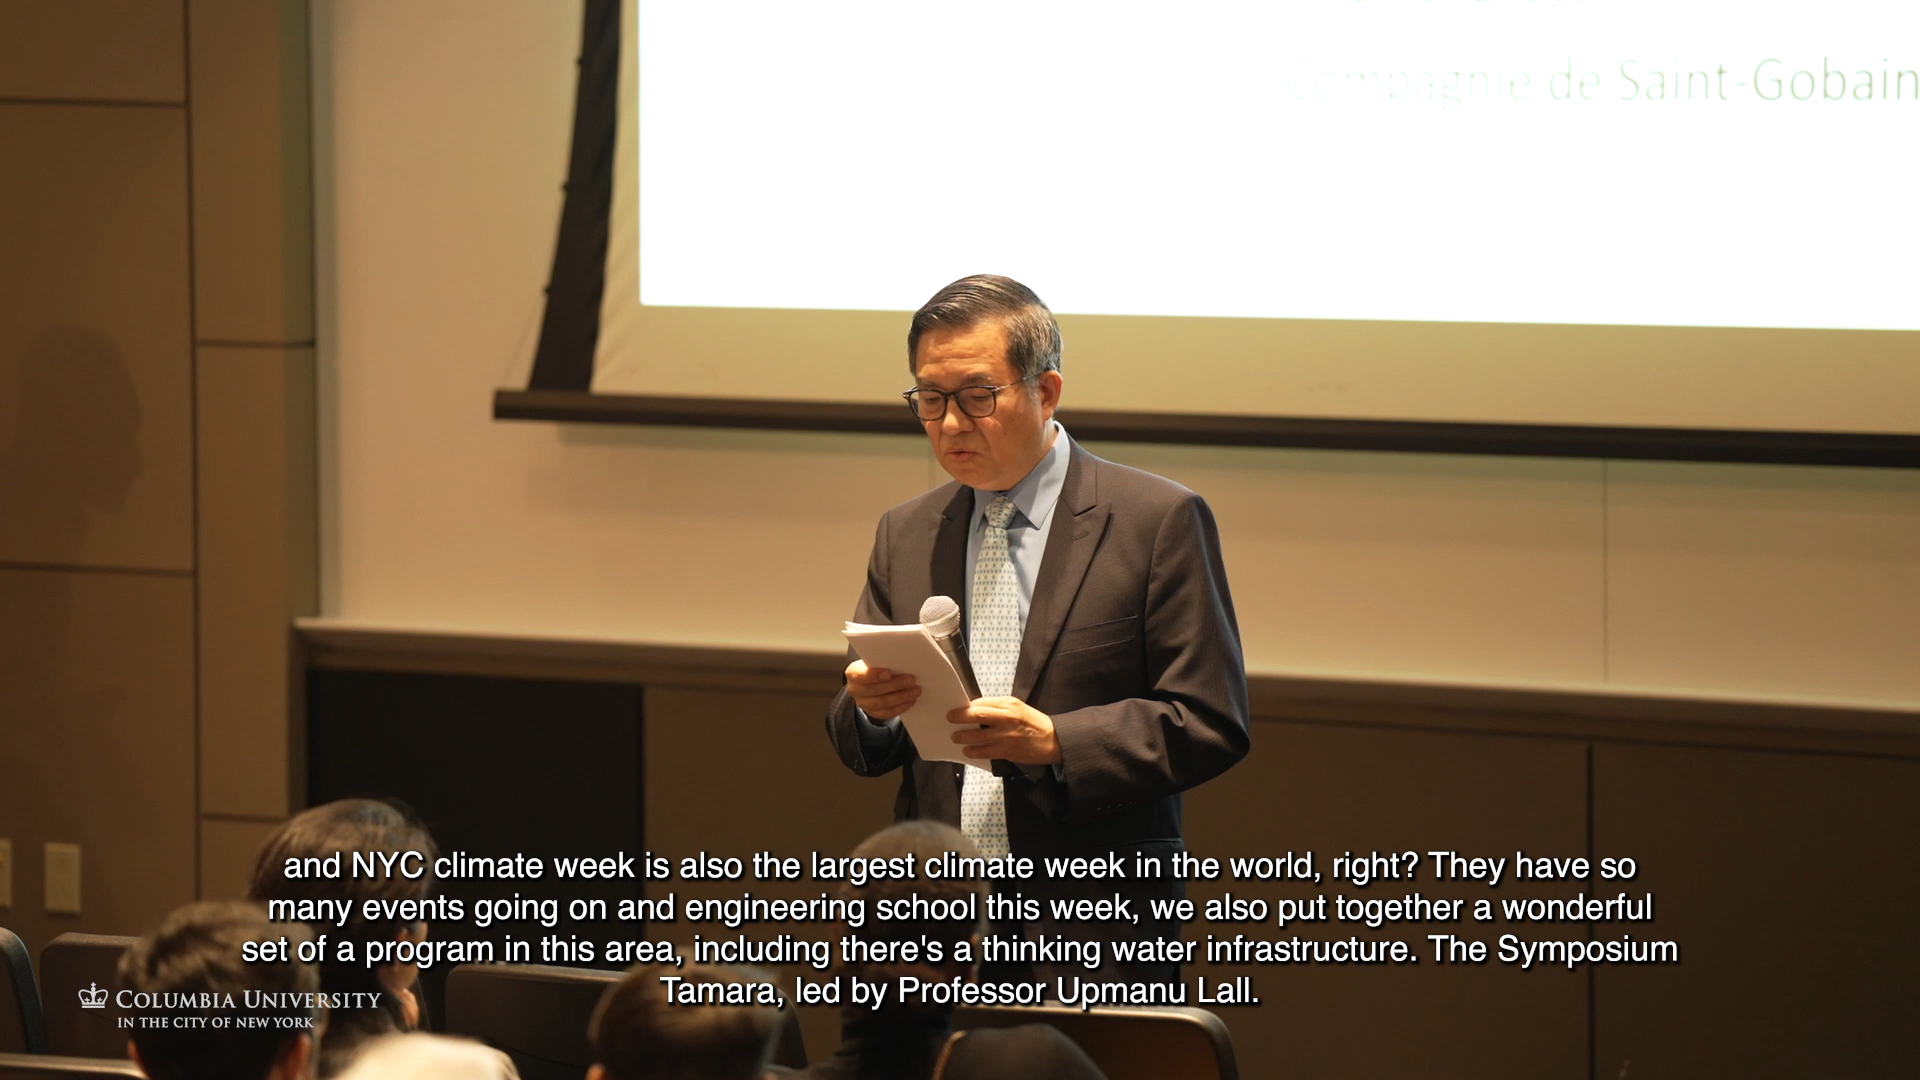 Compagnie de Saint-Gobain
and NYC climate week is also the largest climate week in the world, right? They have so
many events going on and engineering school this week, we also put together a wonderful
set of a program in this area, including there's a thinking water infrastructure. The Symposium
Tamara, led by Professor Upmanu Lall.
COLUMBIA UNIVERSITY
IN THE CITY OF NEW YORK